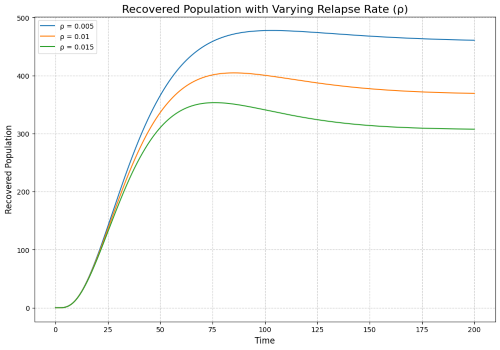 Recovered Population with Varying Relapse Rate (ρ)
ρ = 0.005
ρ = 0.01
ρ = 0.015
Recovered Population
500
400
300
200
100
0
0 25 50 75 100 125 150 175 200
Time